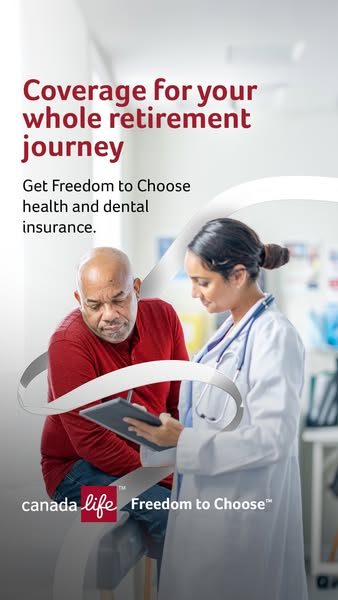 Coverage for your
whole retirement
journey
Get Freedom to Choose
health and dental
insurance.
canada life™ Freedom to Choose™